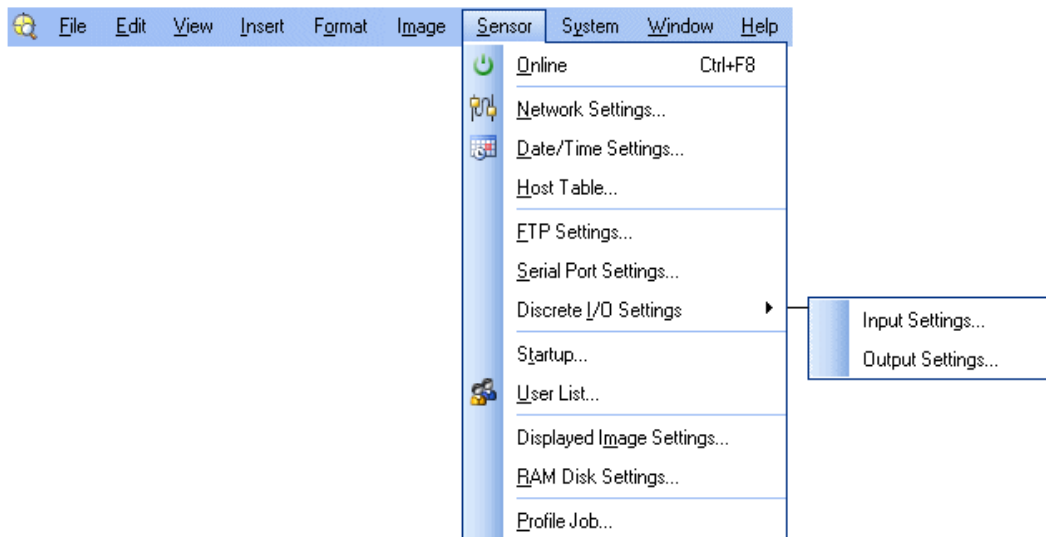 File Edit View Insert Format Image Sensor System Window Help
Online Ctrl+F8
Network Settings...
Date/Time Settings...
Host Table...
FTP Settings...
Serial Port Settings...
Discrete I/O Settings
Input Settings...
Output Settings...
Startup...
User List...
Displayed Image Settings...
RAM Disk Settings...
Profile Job...